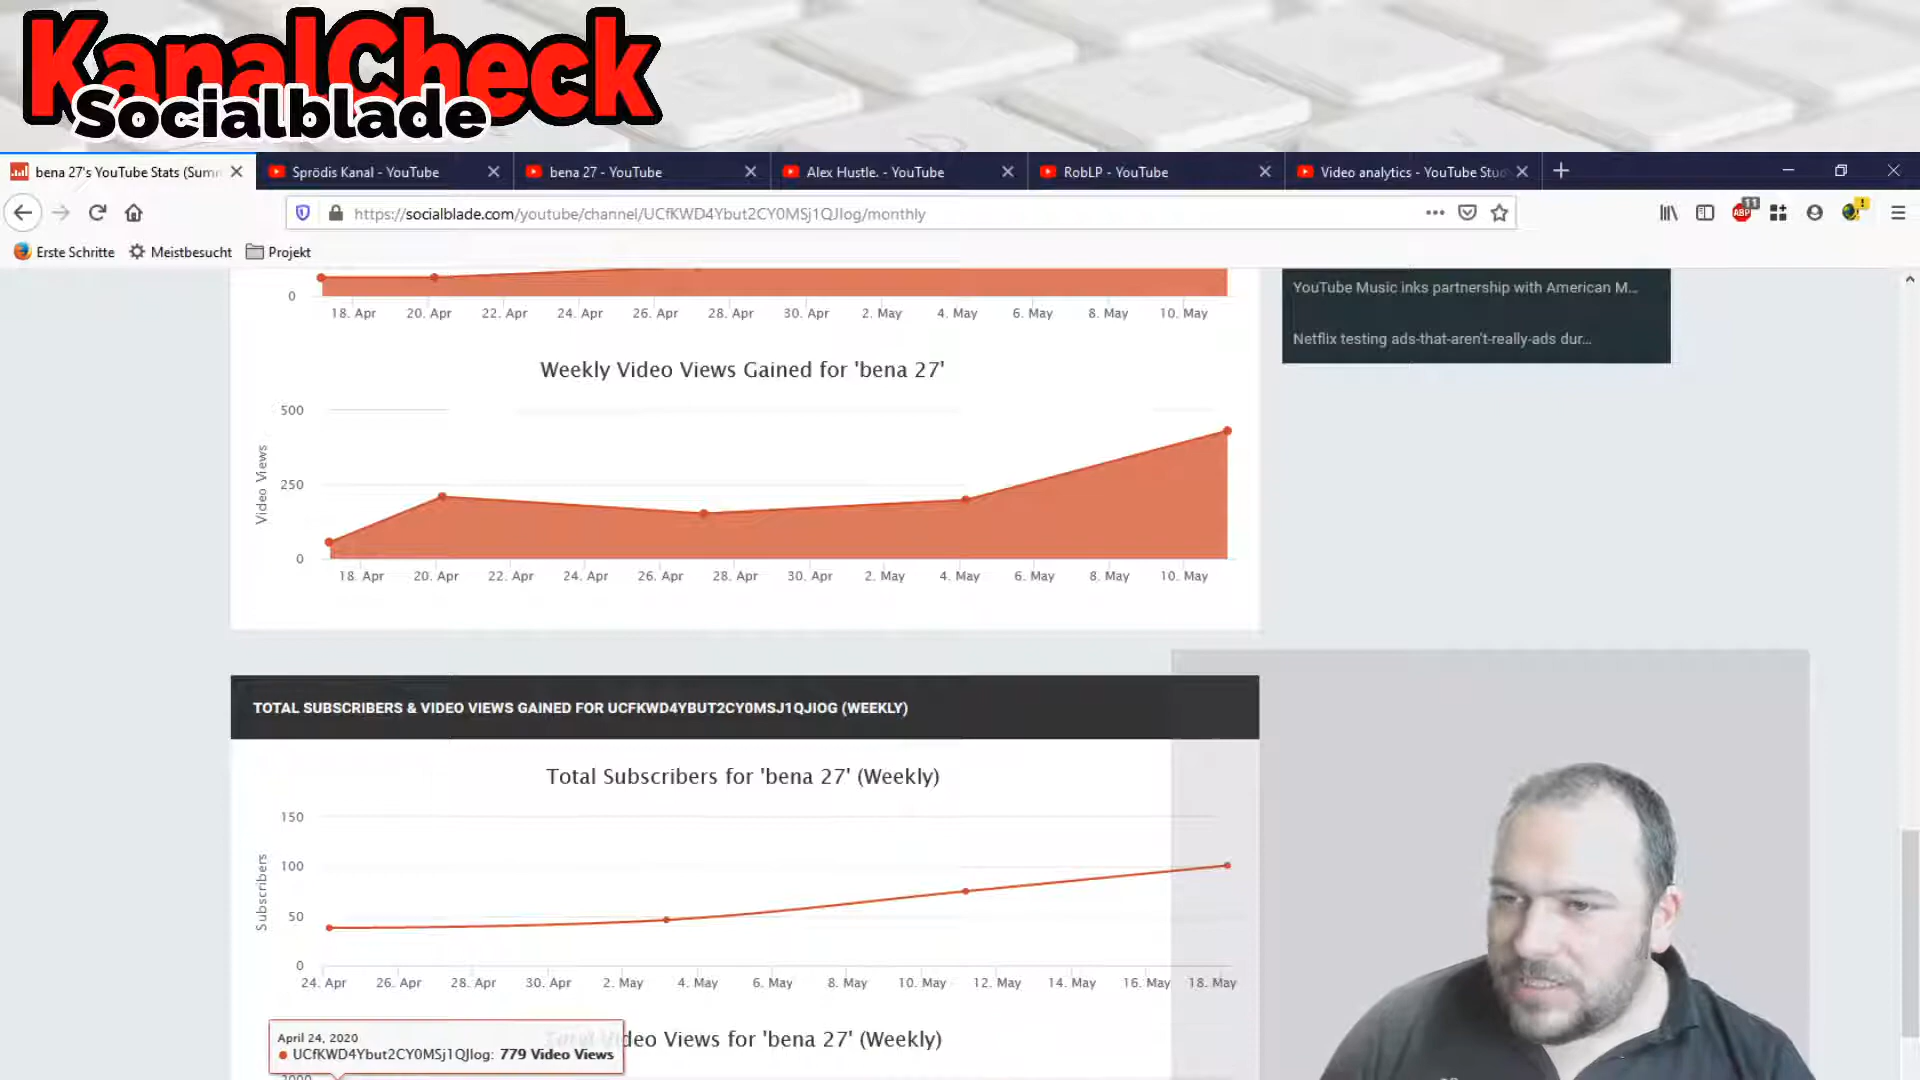 KanalCheck
Socialblade
bena 27's YouTube Stats (Sum
Sprödis Kanal - YouTube
bena 27 - YouTube
Alex Hustle. - YouTube
RobLP - YouTube
Video analytics - YouTube Stu
https://socialblade.com/youtube/channel/UCfKWD4Ybut2CY0MSj1QJIog/monthly
ABP
11
Erste Schritte
Meistbesucht
Projekt
0
18. Apr 20. Apr 22. Apr 24. Apr 26. Apr 28. Apr 30. Apr 2. May 4. May 6. May 8. May 10. May
YouTube Music inks partnership with American M...
Netflix testing ads-that-aren't-really-ads dur...
Weekly Video Views Gained for 'bena 27'
Video Views
500
250
0
18. Apr 20. Apr 22. Apr 24. Apr 26. Apr 28. Apr 30. Apr 2. May 4. May 6. May 8. May 10. May
TOTAL SUBSCRIBERS & VIDEO VIEWS GAINED FOR UCFKWD4YBUT2CY0MSJ1QJIOG (WEEKLY)
Total Subscribers for 'bena 27' (Weekly)
Subscribers
150
100
50
0
24. Apr 26. Apr 28. Apr 30. Apr 2. May 4. May 6. May 8. May 10. May 12. May 14. May 16. May 18. May
Total Video Views for 'bena 27' (Weekly)
April 24, 2020
UCfKWD4Ybut2CY0MSj1QJIog: 779 Video Views